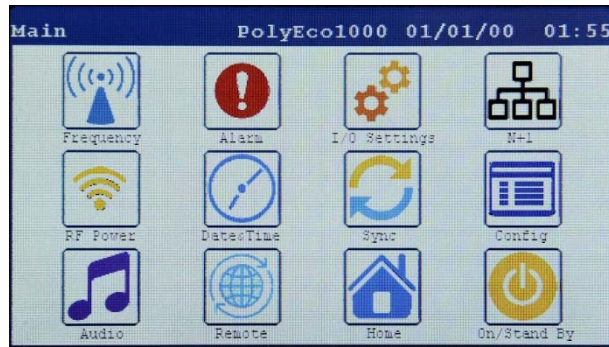 Main PolyEco1000 01/01/00 01:55
Frequency Alarm I/O Settings N+1
RF Power Date&Time Sync Config
Audio Remote Home On/Stand By